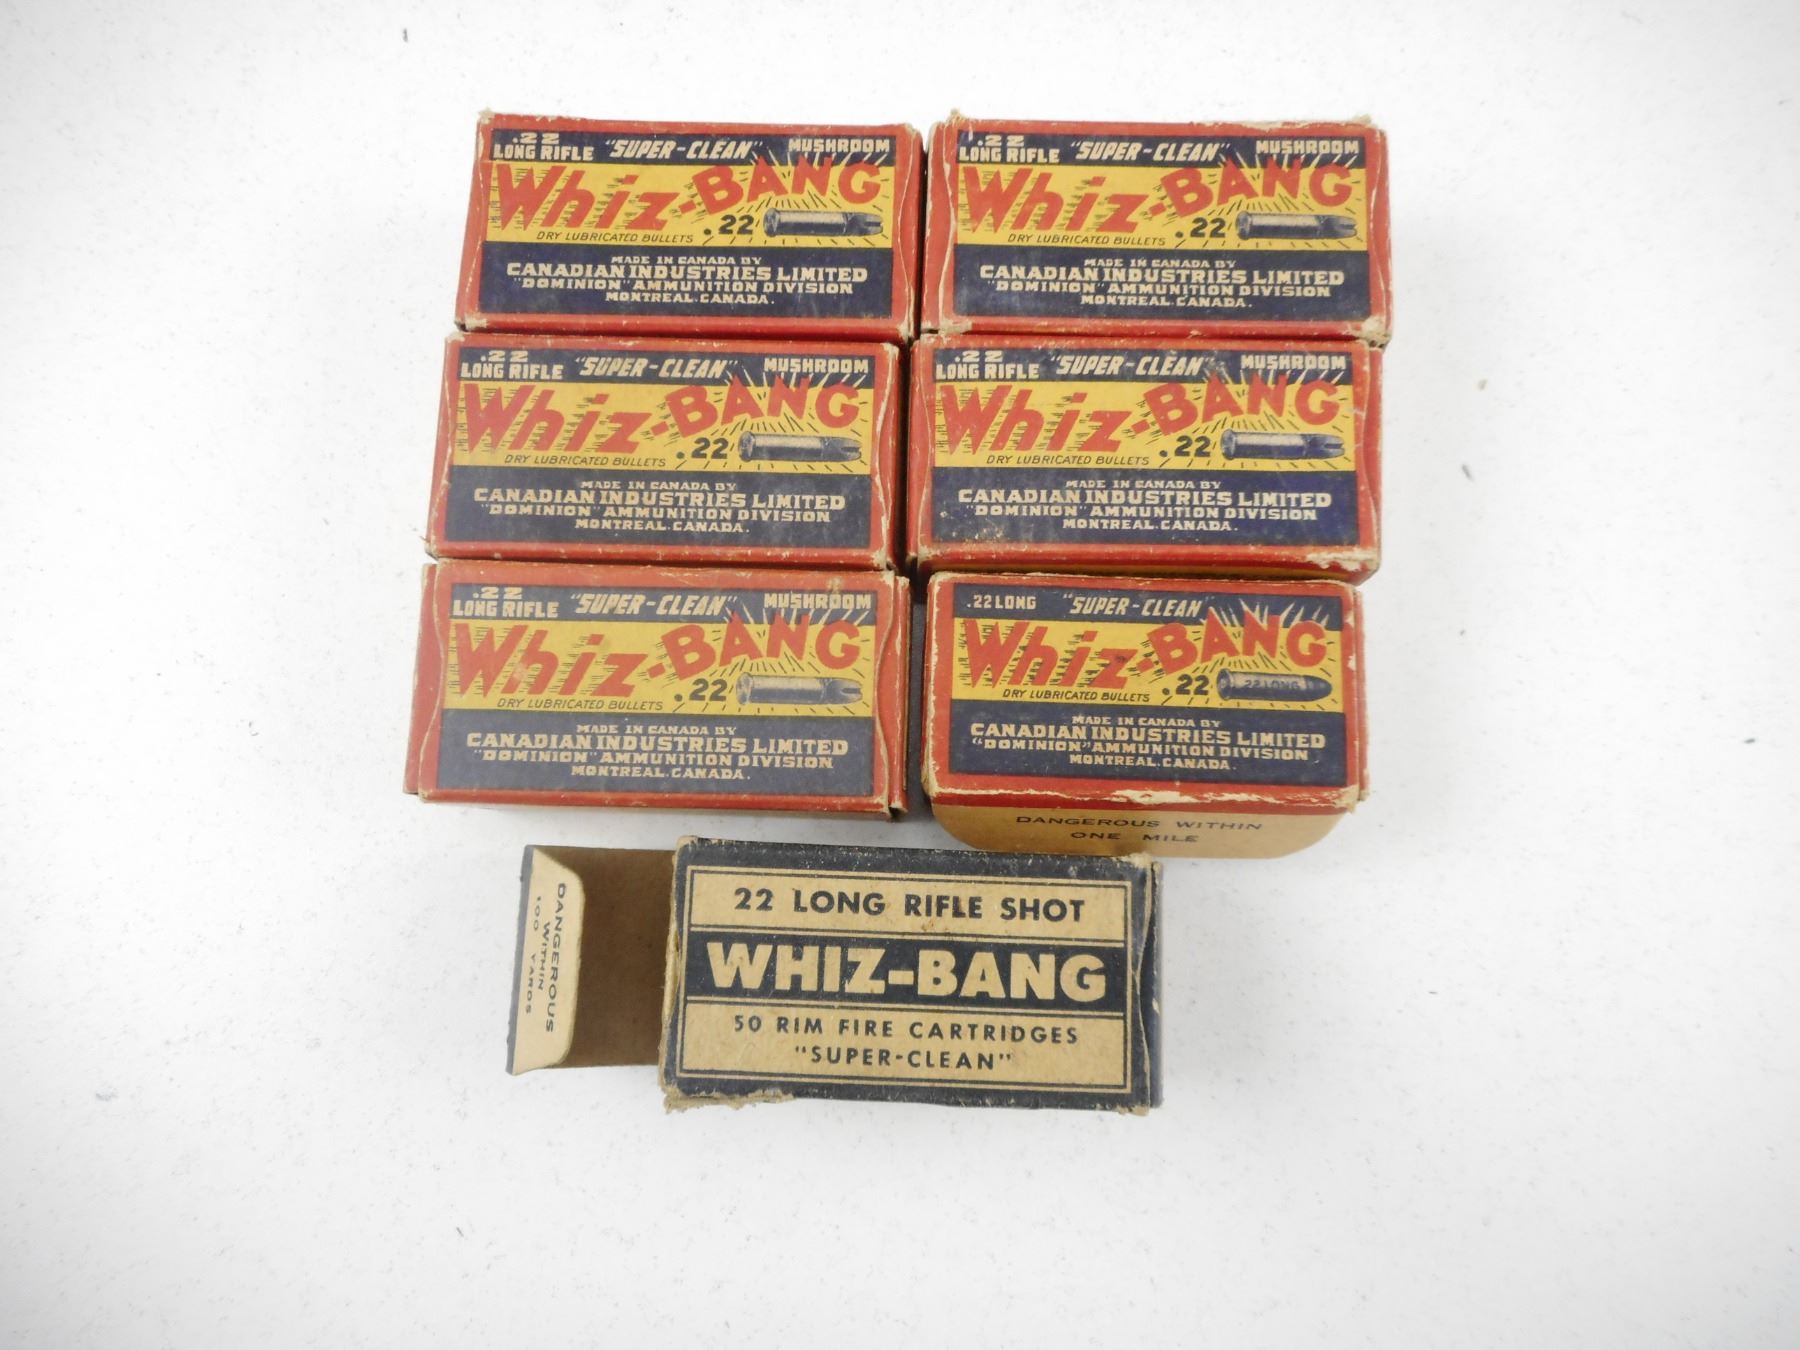 .22
LONG RIFLE "SUPER-CLEAN" MUSHROOM
Whiz-BANG
DRY LUBRICATED BULLETS .22
MADE IN CANADA BY
CANADIAN INDUSTRIES LIMITED
"DOMINION" AMMUNITION DIVISION
MONTREAL.CANADA.
.22
LONG RIFLE "SUPER-CLEAN" MUSHROOM
Whiz-BANG
DRY LUBRICATED BULLETS .22
MADE IN CANADA BY
CANADIAN INDUSTRIES LIMITED
"DOMINION" AMMUNITION DIVISION
MONTREAL.CANADA.
.22
LONG RIFLE "SUPER-CLEAN" MUSHROOM
Whiz-BANG
DRY LUBRICATED BULLETS .22
MADE IN CANADA BY
CANADIAN INDUSTRIES LIMITED
"DOMINION" AMMUNITION DIVISION
MONTREAL.CANADA.
.22
LONG RIFLE "SUPER-CLEAN" MUSHROOM
Whiz-BANG
DRY LUBRICATED BULLETS .22
MADE IN CANADA BY
CANADIAN INDUSTRIES LIMITED
"DOMINION" AMMUNITION DIVISION
MONTREAL.CANADA.
.22
LONG RIFLE "SUPER-CLEAN" MUSHROOM
Whiz-BANG
DRY LUBRICATED BULLETS .22
MADE IN CANADA BY
CANADIAN INDUSTRIES LIMITED
"DOMINION" AMMUNITION DIVISION
MONTREAL.CANADA.
.22 LONG "SUPER-CLEAN"
Whiz-BANG
DRY LUBRICATED BULLETS .22 22 LONG
MADE IN CANADA BY
CANADIAN INDUSTRIES LIMITED
"DOMINION" AMMUNITION DIVISION
MONTREAL.CANADA.
DANGEROUS WITHIN
ONE MILE
DANGEROUS
WITHIN
100 YARDS
22 LONG RIFLE SHOT
WHIZ-BANG
50 RIM FIRE CARTRIDGES
"SUPER-CLEAN"